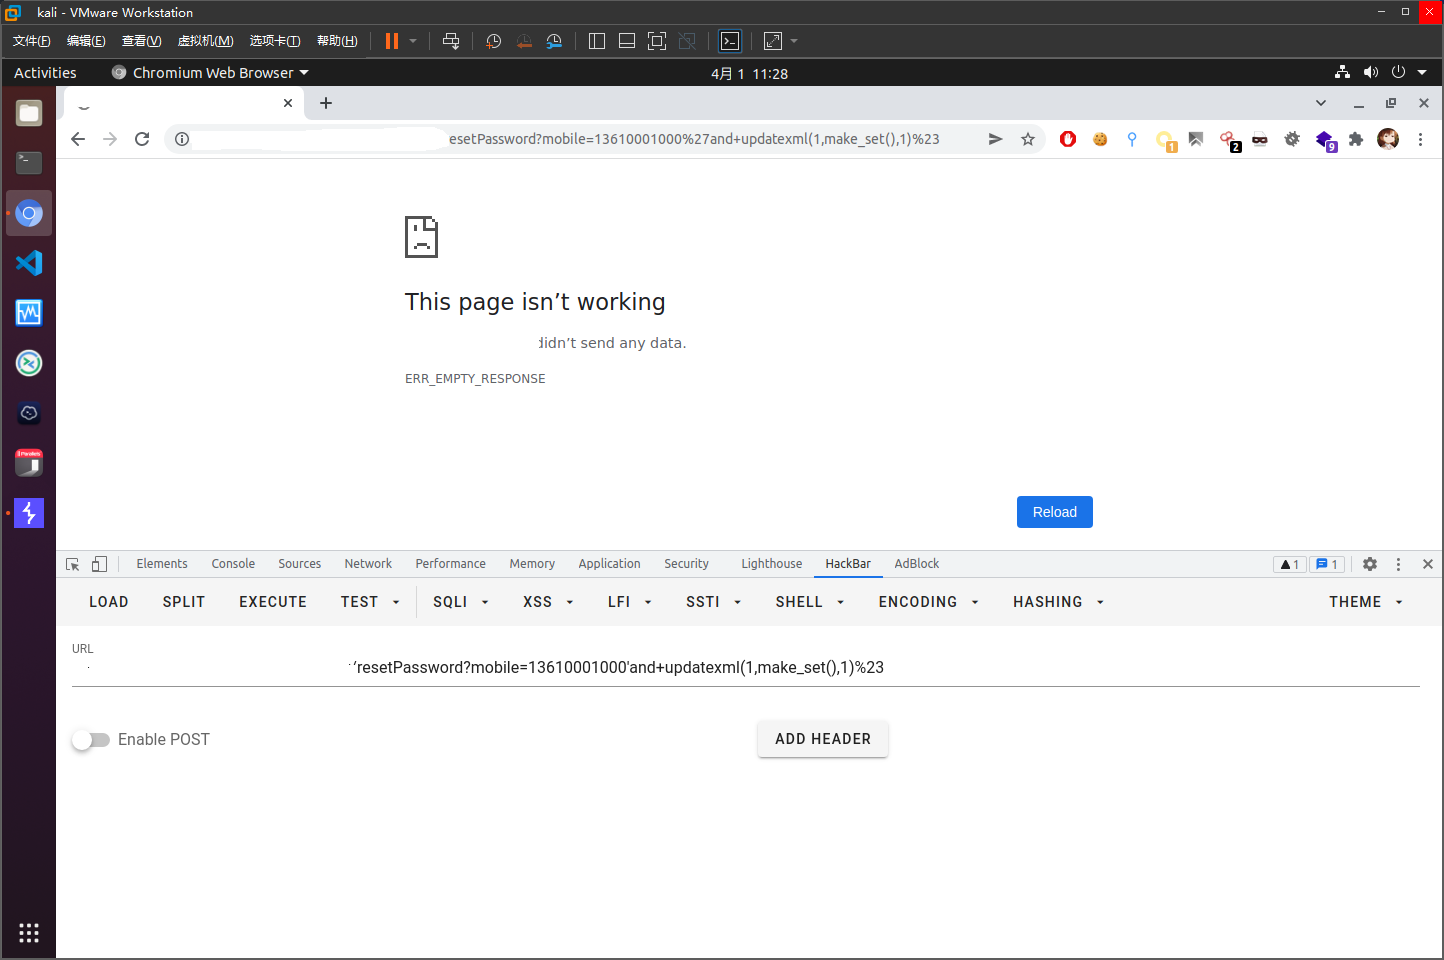 kali - VMware Workstation
文件(F) 编辑(E) 查看(V) 虚拟机(M) 选项卡(T) 帮助(H)
Activities Chromium Web Browser 4月 1 11:28
esetPassword?mobile=13610001000%27and+updatexml(1,make_set(),1)%23
1 2 9
This page isn’t working
didn’t send any data.
ERR_EMPTY_RESPONSE
Reload
Elements Console Sources Network Performance Memory Application Security Lighthouse HackBar AdBlock 1 1
LOAD SPLIT EXECUTE TEST SQLI XSS LFI SSTI SHELL ENCODING HASHING THEME
URL
resetPassword?mobile=13610001000'and+updatexml(1,make_set(),1)%23
Enable POST ADD HEADER